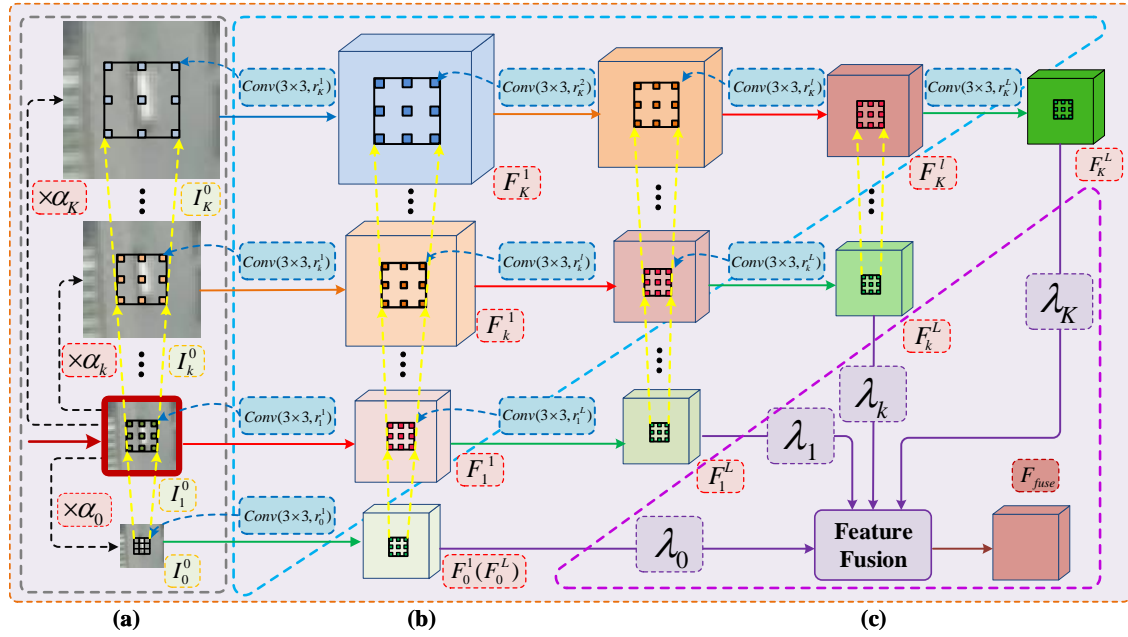 Conv(3×3,r_K^1)
Conv(3×3,r_K^2)
Conv(3×3,r_K^l)
Conv(3×3,r_K^L)
×α_K
I_K^0
F_K^1
F_K^l
F_K^L
Conv(3×3,r_k^1)
Conv(3×3,r_k^l)
Conv(3×3,r_k^L)
×α_k
I_k^0
F_k^1
F_k^L
λ_K
Conv(3×3,r_1^1)
Conv(3×3,r_1^L)
λ_k
λ_1
I_1^0
F_1^1
F_1^L
F_fuse
×α_0
Conv(3×3,r_0^1)
λ_0
Feature
Fusion
I_0^0
F_0^1(F_0^L)
(a)
(b)
(c)